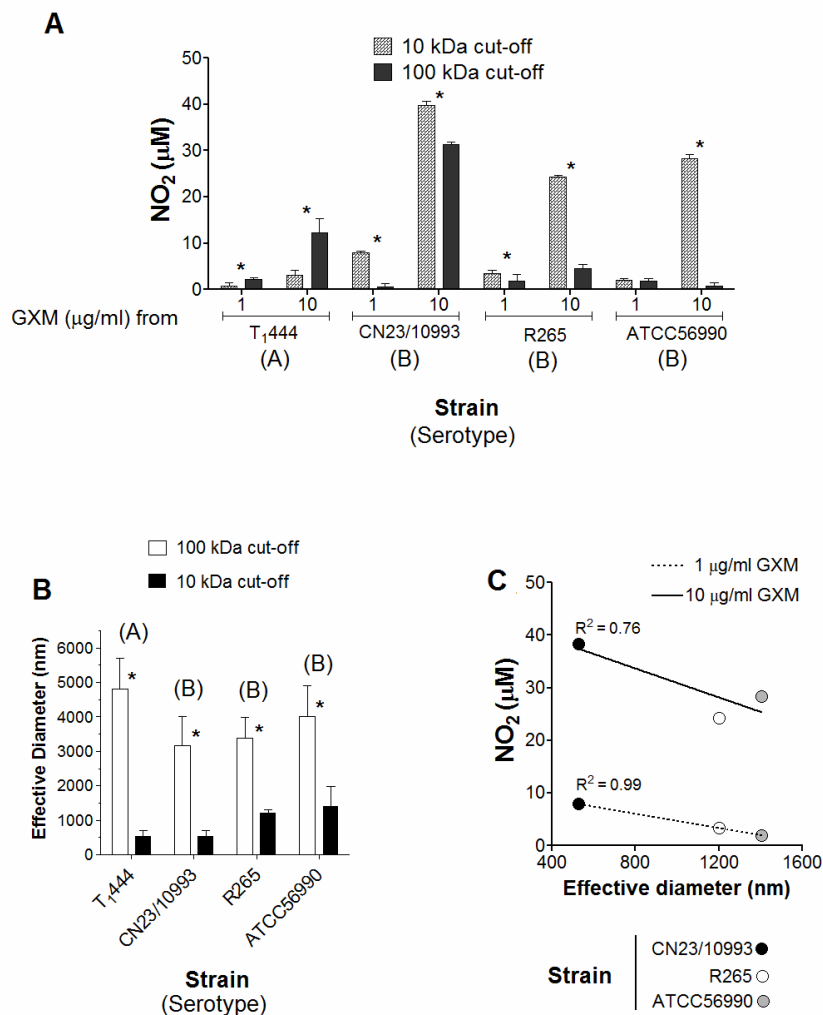 A
10 kDa cut-off
100 kDa cut-off
NO₂ (μM)
50
40
30
20
10
0
* * * * * * *
GXM (μg/ml) from 1 10 1 10 1 10 1 10
T₁444 CN23/10993 R265 ATCC56990
(A) (B) (B) (B)
Strain
(Serotype)
B
100 kDa cut-off
10 kDa cut-off
Effective Diameter (nm)
6000
5000
4000
3000
2000
1000
0
(A) (B) (B) (B)
* * * *
T₁444 CN23/10993 R265 ATCC56990
Strain
(Serotype)
C
1 μg/ml GXM
10 μg/ml GXM
NO₂ (μM)
50
40
30
20
10
0
R² = 0.76
R² = 0.99
400 800 1200 1600
Effective diameter (nm)
Strain
CN23/10993
R265
ATCC56990